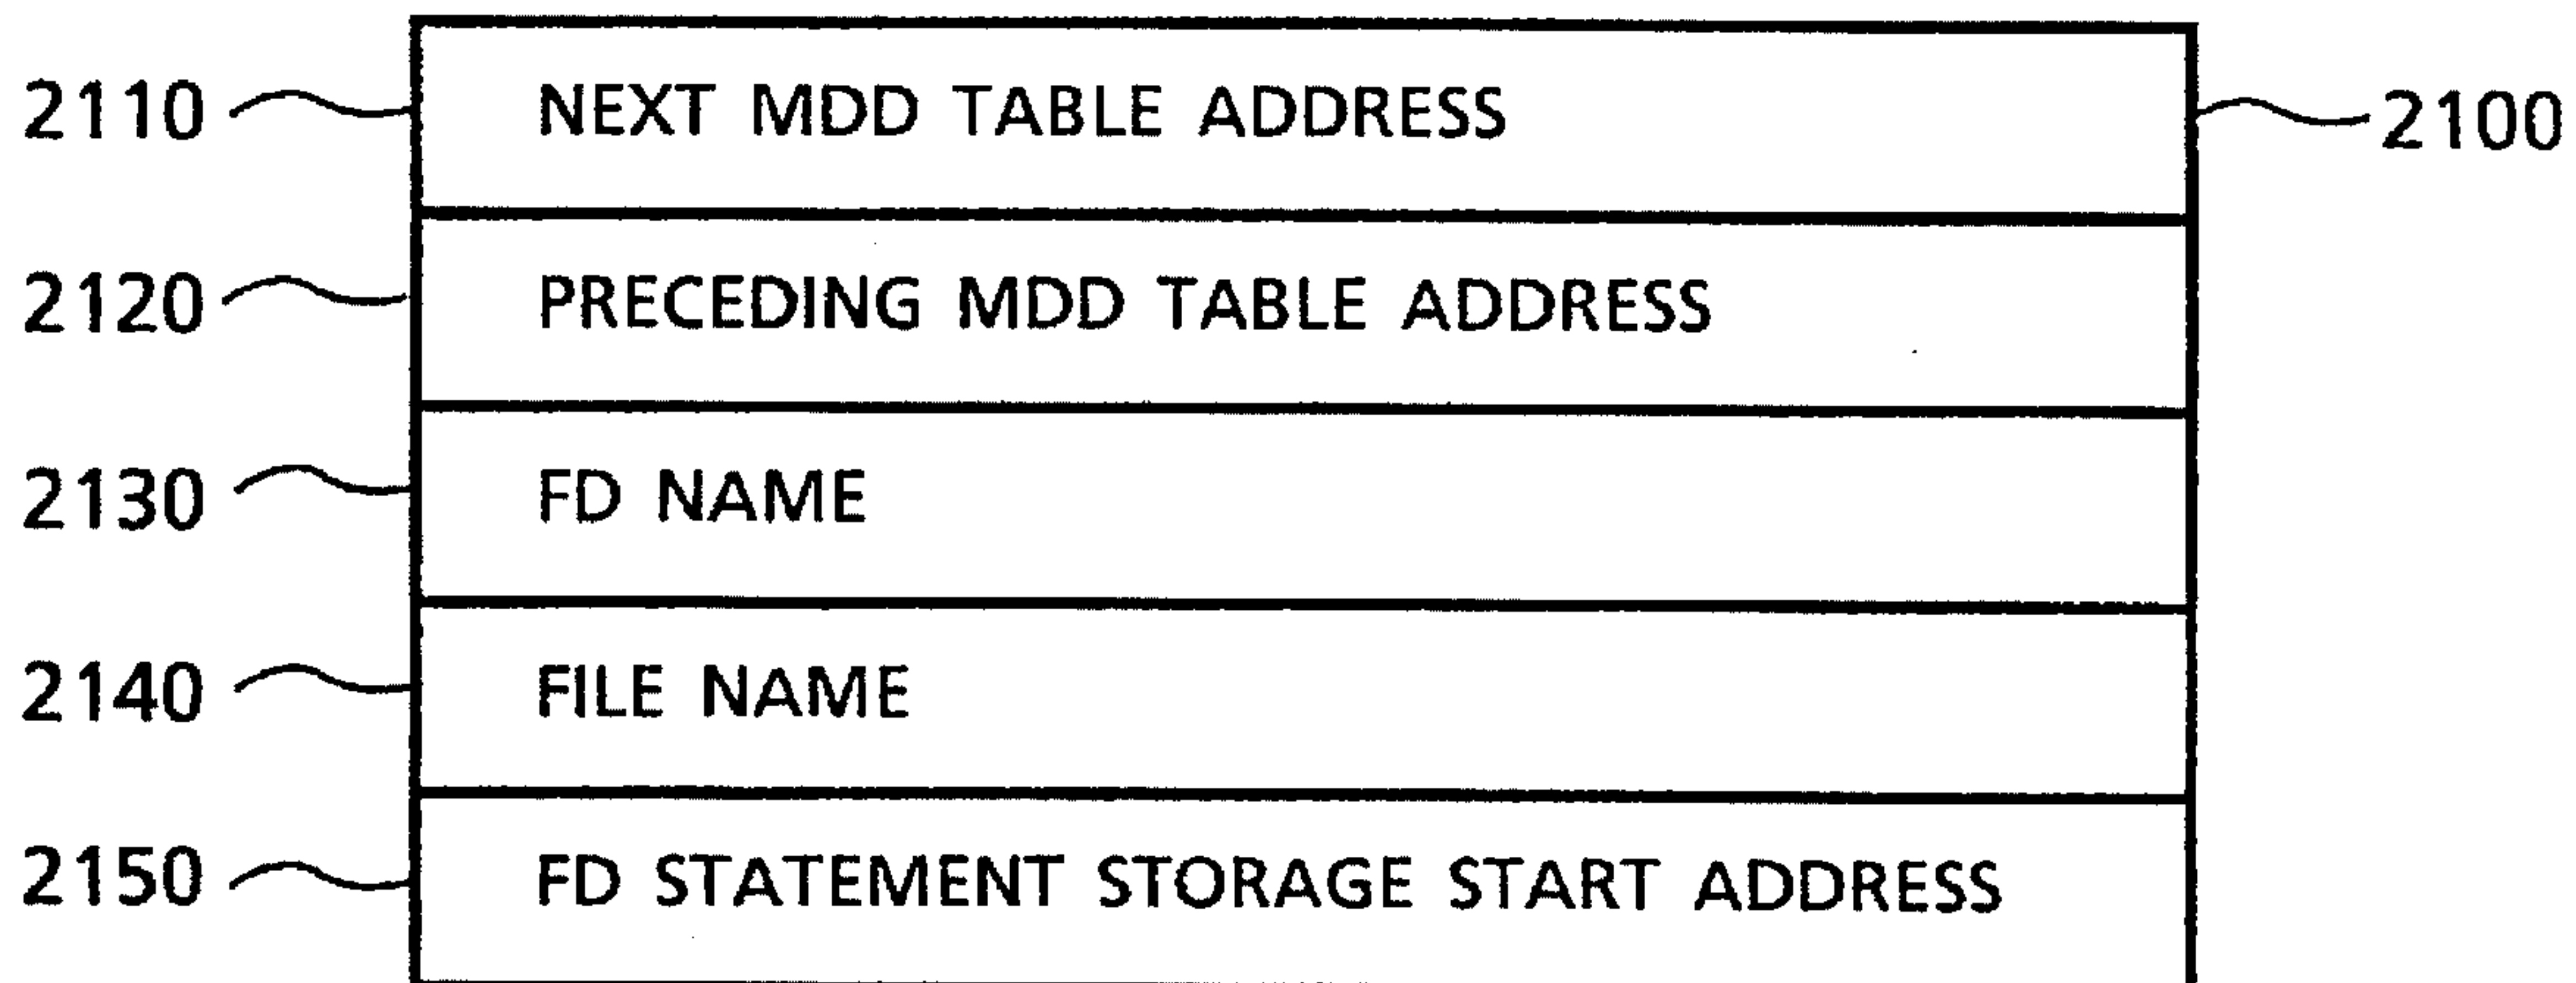 2110 NEXT MDD TABLE ADDRESS 2100
2120 PRECEDING MDD TABLE ADDRESS
2130 FD NAME
2140 FILE NAME
2150 FD STATEMENT STORAGE START ADDRESS